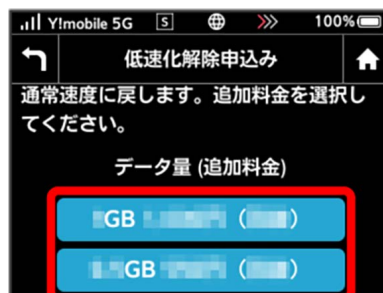 Y!mobile 5G S 100%
低速化解除申込み
通常速度に戻します。追加料金を選択し
てください。
データ量 (追加料金)
GB ( )
GB ( )